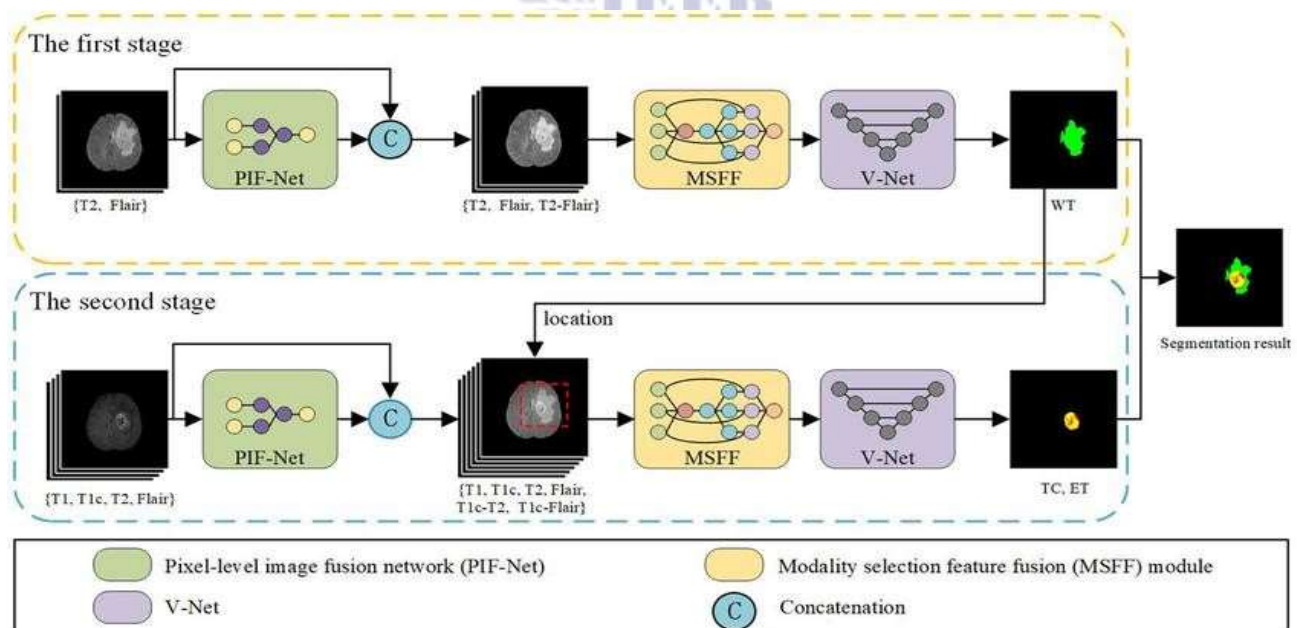 The first stage
C
PIF-Net
MSFF
V-Net
{T2, Flair}
{T2, Flair, T2-Flair}
WT
The second stage
location
Segmentation result
C
PIF-Net
MSFF
V-Net
{T1, T1c, T2, Flair}
{T1, T1c, T2, Flair,
T1c-T2, T1c-Flair}
TC, ET
Pixel-level image fusion network (PIF-Net)
Modality selection feature fusion (MSFF) module
V-Net
C Concatenation